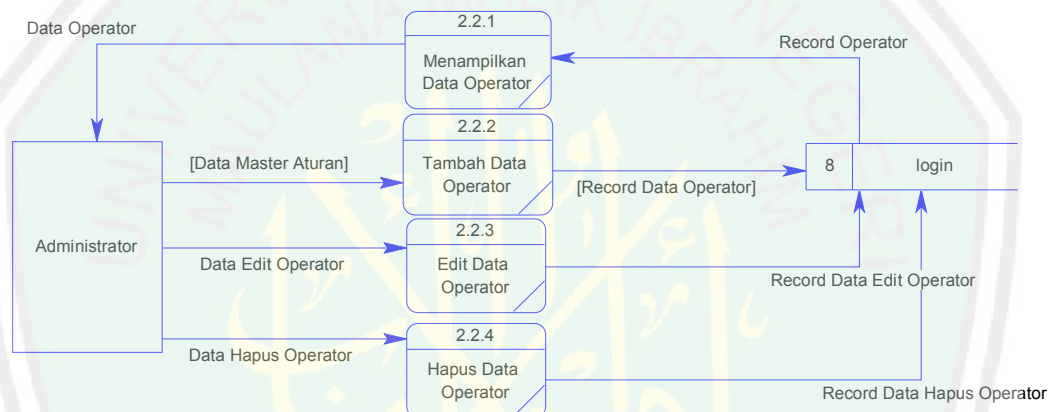 Data Operator
2.2.1
Menampilkan
Data Operator
Record Operator
2.2.2
Tambah Data
Operator
[Data Master Aturan]
[Record Data Operator]
8
login
Administrator
2.2.3
Edit Data
Operator
Data Edit Operator
Record Data Edit Operator
2.2.4
Hapus Data
Operator
Data Hapus Operator
Record Data Hapus Operator